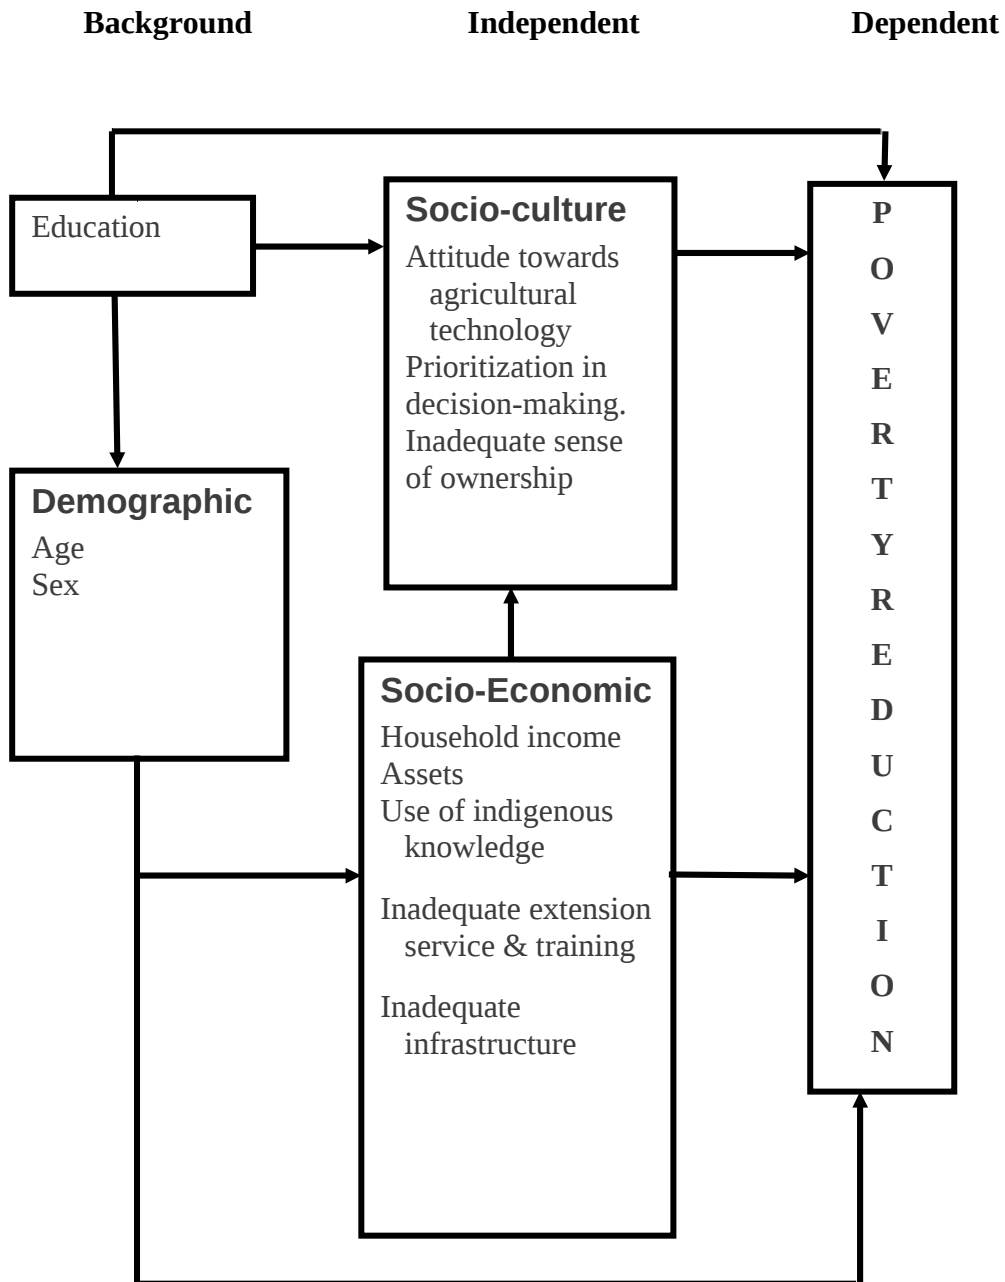 Background Independent Dependent
Education
Demographic
Age
Sex
Socio-culture
Attitude towards
agricultural
technology
Prioritization in
decision-making.
Inadequate sense
of ownership
Socio-Economic
Household income
Assets
Use of indigenous
knowledge
Inadequate extension
service & training
Inadequate
infrastructure
P
O
V
E
R
T
Y
R
E
D
U
C
T
I
O
N